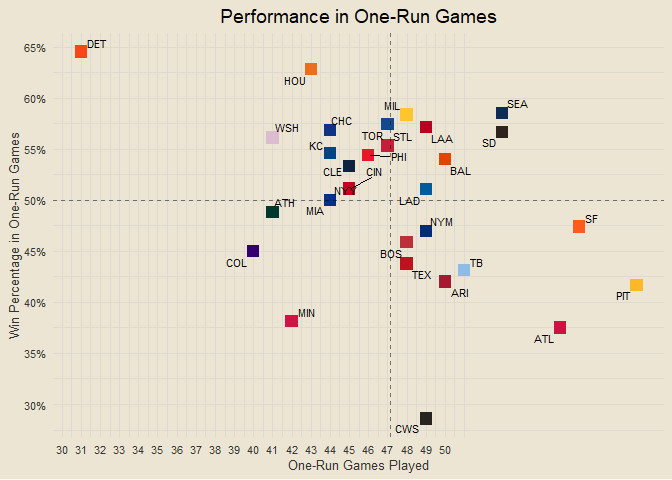 Performance in One-Run Games
Win Percentage in One-Run Games
65%
60%
55%
50%
45%
40%
35%
30%
DET
HOU
MIL
SEA
WSH
CHC
TOR
STL
LAA
SD
KC
PHI
BAL
CLE
CIN
NYY
LAD
ATH
MIA
NYM
SF
BOS
COL
TEX
TB
ARI
PIT
MIN
ATL
CWS
30 31 32 33 34 35 36 37 38 39 40 41 42 43 44 45 46 47 48 49 50
One-Run Games Played